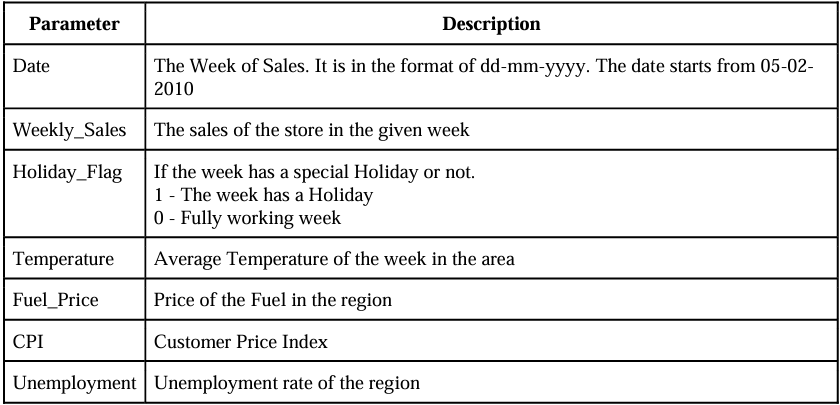 Parameter Description
Date The Week of Sales. It is in the format of dd-mm-yyyy. The date starts from 05-02-
2010
Weekly_Sales The sales of the store in the given week
Holiday_Flag If the week has a special Holiday or not.
1 - The week has a Holiday
0 - Fully working week
Temperature Average Temperature of the week in the area
Fuel_Price Price of the Fuel in the region
CPI Customer Price Index
Unemployment Unemployment rate of the region